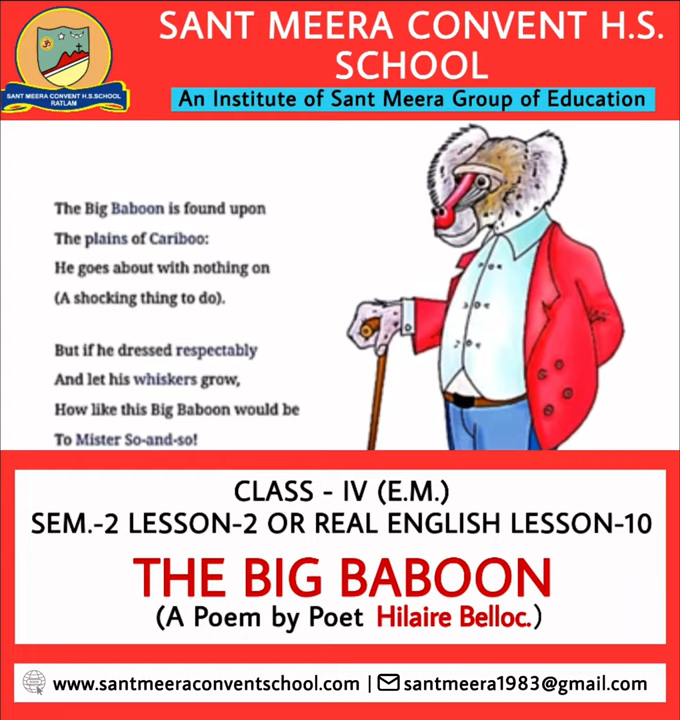 SANT MEERA CONVENT H.S.
SCHOOL
An Institute of Sant Meera Group of Education
SANT MEERA CONVENT H.S.SCHOOL
RATLAM
The Big Baboon is found upon
The plains of Cariboo:
He goes about with nothing on
(A shocking thing to do).
But if he dressed respectably
And let his whiskers grow,
How like this Big Baboon would be
To Mister So-and-so!
CLASS - IV (E.M.)
SEM.-2 LESSON-2 OR REAL ENGLISH LESSON-10
THE BIG BABOON
(A Poem by Poet Hilaire Belloc.)
www.santmeeraconventschool.com | santmeera1983@gmail.com